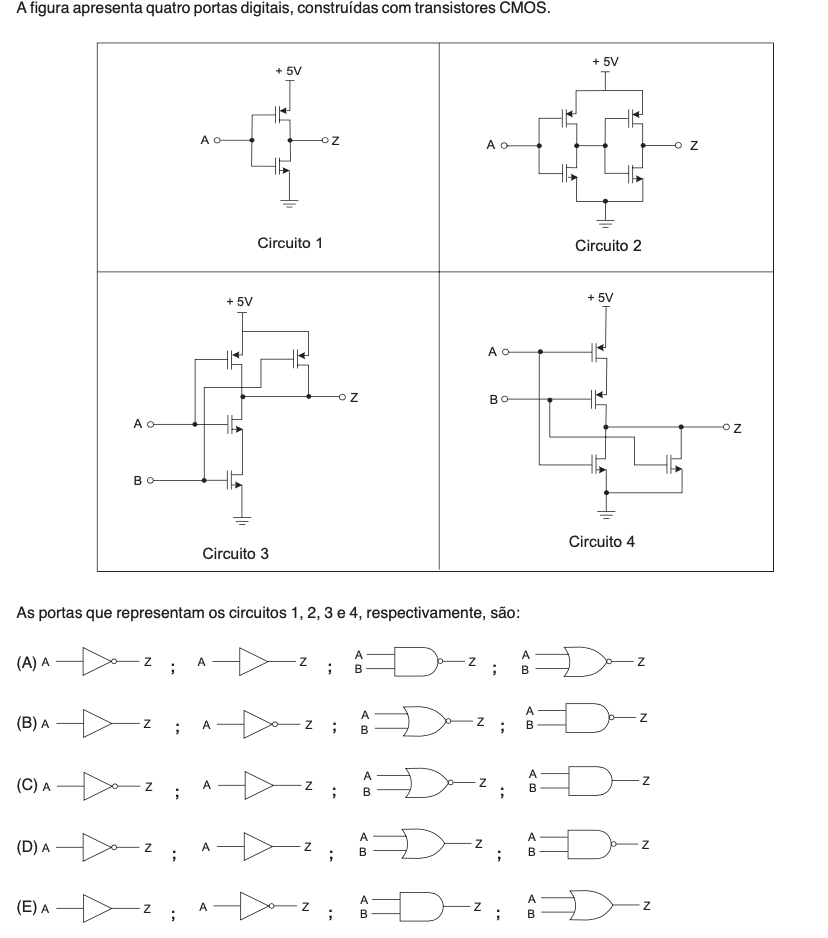 A figura apresenta quatro portas digitais, construídas com transistores CMOS.
+ 5V
A
Z
Circuito 1
+ 5V
A
Z
Circuito 2
+ 5V
Z
A
B
Circuito 3
+ 5V
A
B
Z
Circuito 4
As portas que representam os circuitos 1, 2, 3 e 4, respectivamente, são:
(A) A Z ; A Z ; A B Z ; A B Z
(B) A Z ; A Z ; A B Z ; A B Z
(C) A Z ; A Z ; A B Z ; A B Z
(D) A Z ; A Z ; A B Z ; A B Z
(E) A Z ; A Z ; A B Z ; A B Z